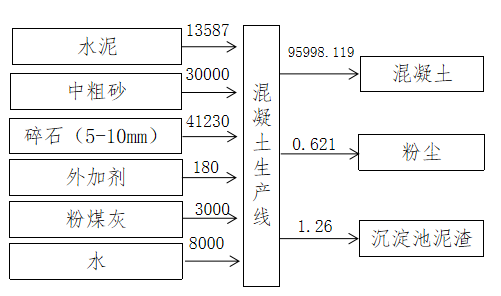 水泥
13587
中粗砂
30000
碎石（5-10mm）
41230
外加剂
180
粉煤灰
3000
水
8000
混凝土生产线
95998.119
混凝土
0.621
粉尘
1.26
沉淀池泥渣